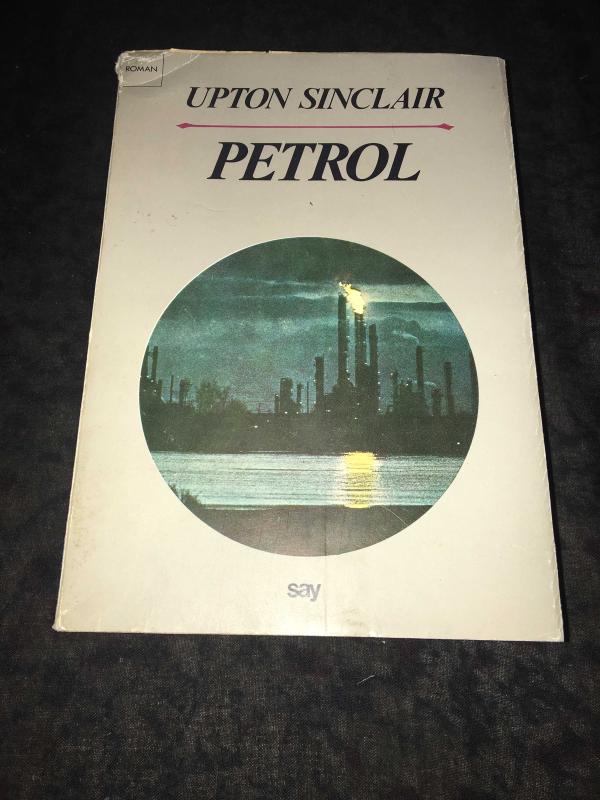 ROMAN
UPTON SINCLAIR
PETROL
say